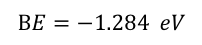 BE = −1.284 eV